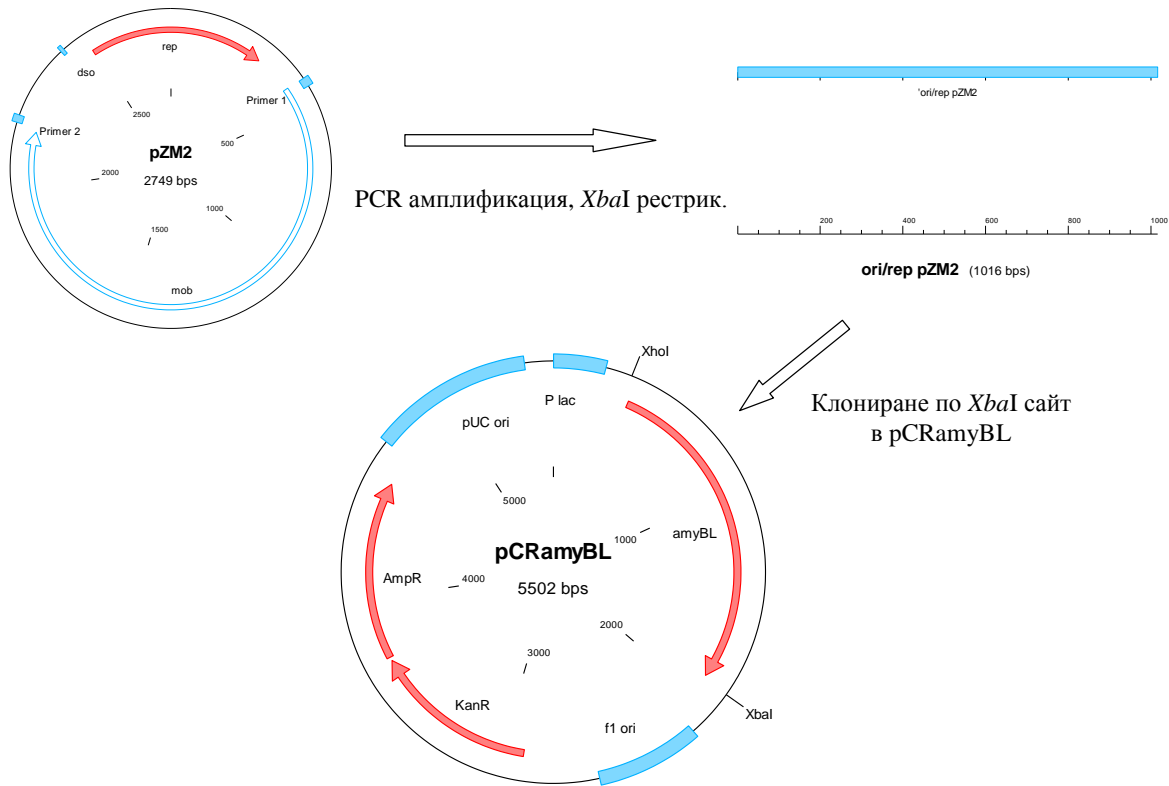 rep
dso
Primer 1
2500
Primer 2
500
pZM2
2000
2749 bps
1000
1500
mob
PCR амплификация, XbaI рестрик.
'ori/rep pZM2
200
400
600
800
1000
ori/rep pZM2 (1016 bps)
Клониране по XbaI сайт
в pCRamyBL
XhoI
P lac
pUC ori
5000
1000
amyBL
pCRamyBL
AmpR
4000
5502 bps
2000
3000
KanR
XbaI
f1 ori